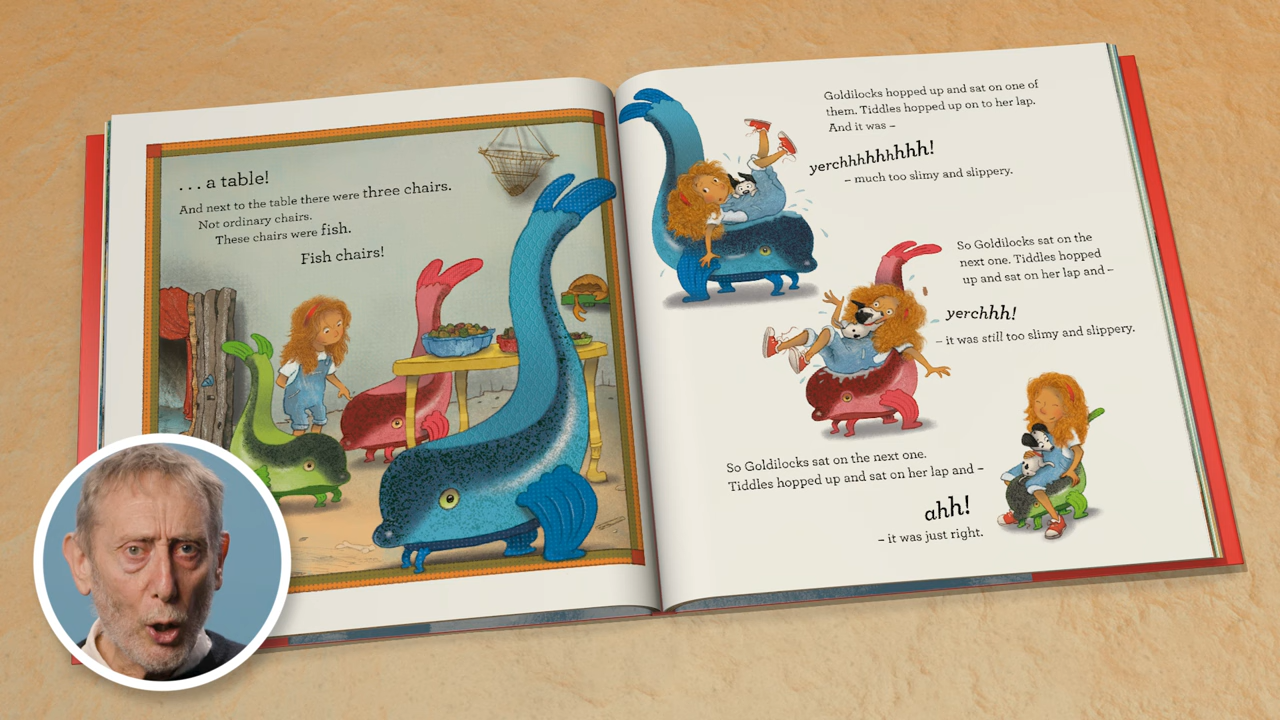 . . . a table!
And next to the table there were three chairs.
Not ordinary chairs.
These chairs were fish.
Fish chairs!
Goldilocks hopped up and sat on one of
them. Tiddles hopped up on to her lap.
And it was –
yerchhhhhhhhh!
– much too slimy and slippery.
So Goldilocks sat on the
next one. Tiddles hopped
up and sat on her lap and –
yerchhh!
– it was still too slimy and slippery.
So Goldilocks sat on the next one.
Tiddles hopped up and sat on her lap and –
ahh!
– it was just right.